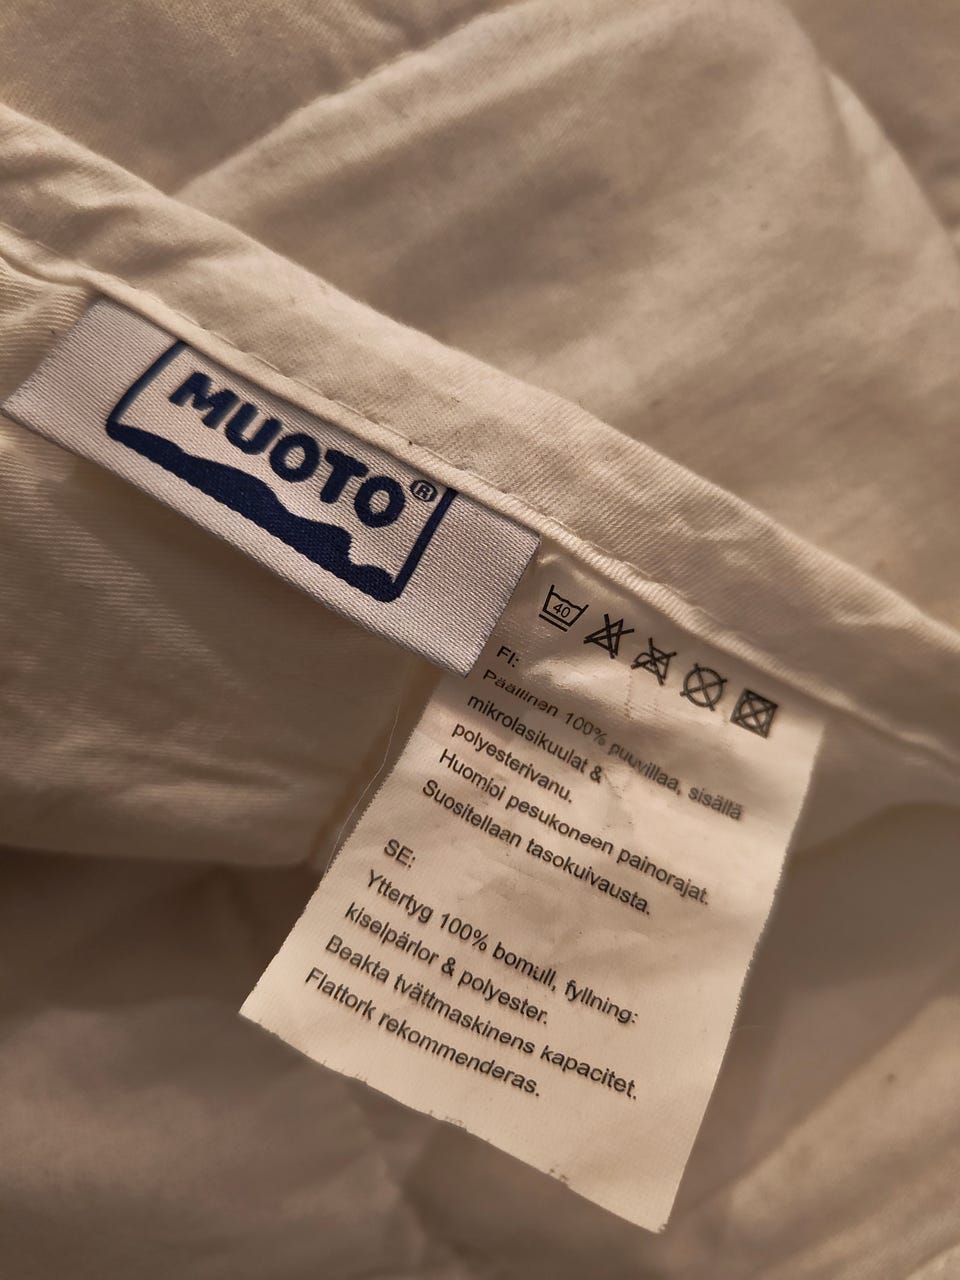 MUOTO®
40
FI:
Päällinen 100% puuvillaa, sisällä
mikrolasikuulat &
polyesterivanu.
Huomioi pesukoneen painorajat.
Suositellaan tasokuivausta.
SE:
Yttertyg 100% bomull, fyllning:
kiselpärlor & polyester.
Beakta tvättmaskinens kapacitet.
Flattork rekommenderas.